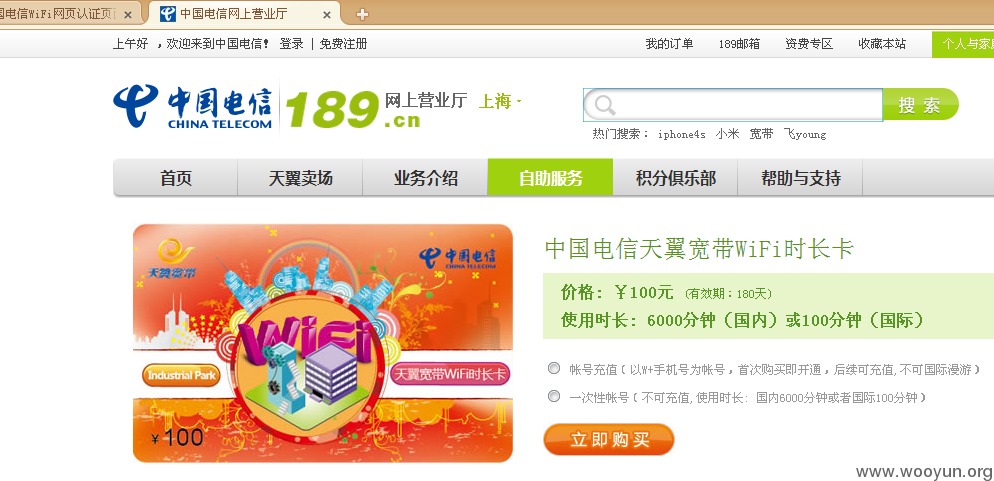 国电信WiFi网页认证页面 × 中国电信网上营业厅 ×
上午好 ，欢迎来到中国电信！ 登录 | 免费注册 我的订单 189邮箱 资费专区 收藏本站 个人与家庭
中国电信 CHINA TELECOM 189.cn 网上营业厅 上海
搜 索
热门搜索： iphone4s 小米 宽带 飞young
首页 天翼卖场 业务介绍 自助服务 积分俱乐部 帮助与支持
天翼宽带
中国电信
CHINA TELECOM
WiFi
Industrial Park
天翼宽带WiFi时长卡
￥100
中国电信天翼宽带WiFi时长卡
价格: ￥100元 (有效期：180天)
使用时长: 6000分钟（国内）或100分钟（国际）
帐号充值（以W+手机号为帐号，首次购买即开通，后续可充值,不可国际漫游）
一次性帐号（不可充值,使用时长: 国内6000分钟或者国际100分钟）
立即购买
www.wooyun.org